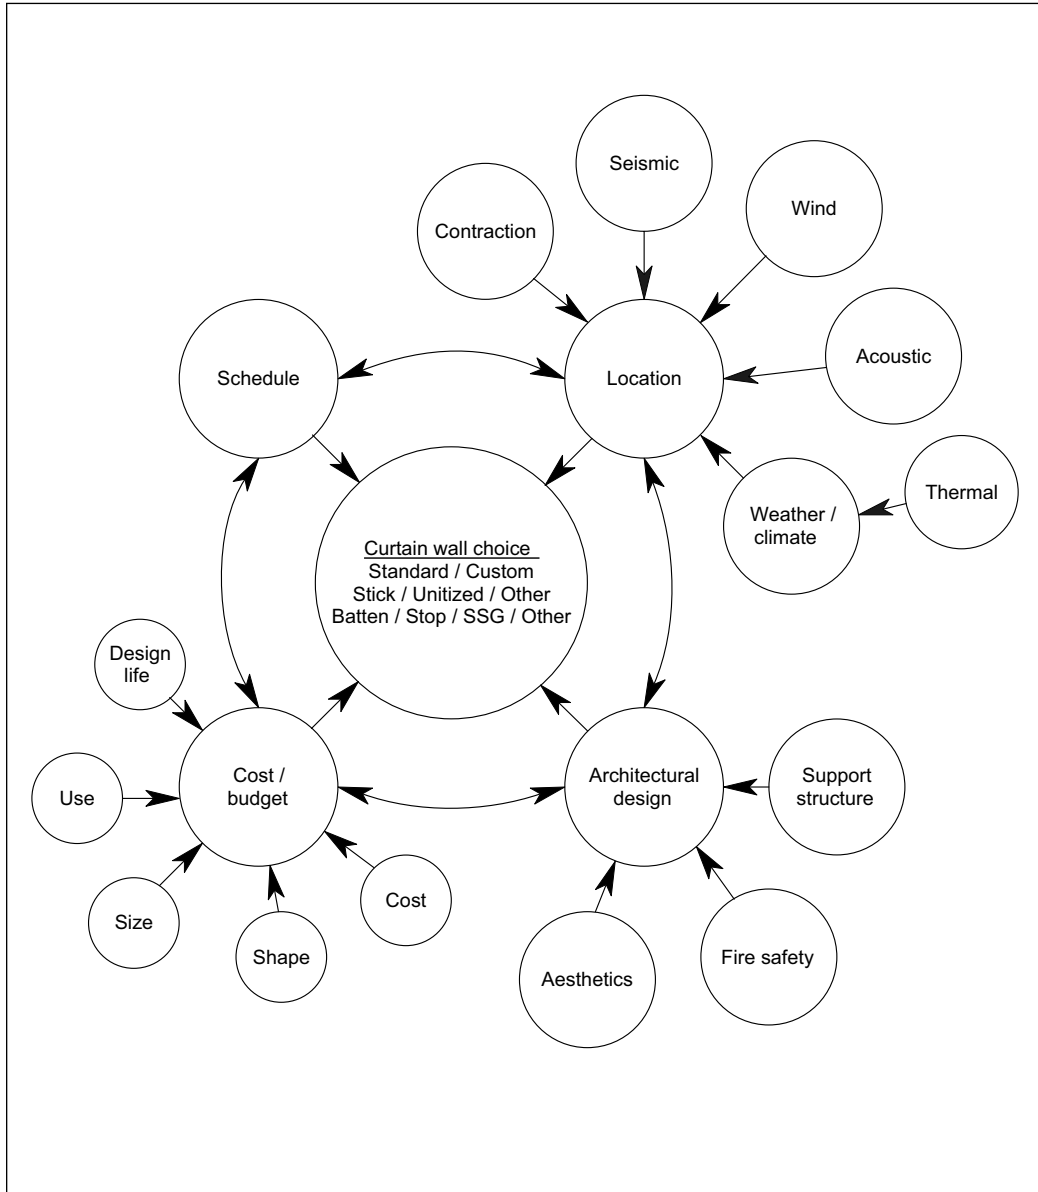 Seismic
Wind
Contraction
Acoustic
Schedule
Location
Thermal
Weather /
climate
Curtain wall choice
Standard / Custom
Stick / Unitized / Other
Batten / Stop / SSG / Other
Design
life
Use
Cost /
budget
Architectural
design
Support
structure
Size
Shape
Cost
Aesthetics
Fire safety